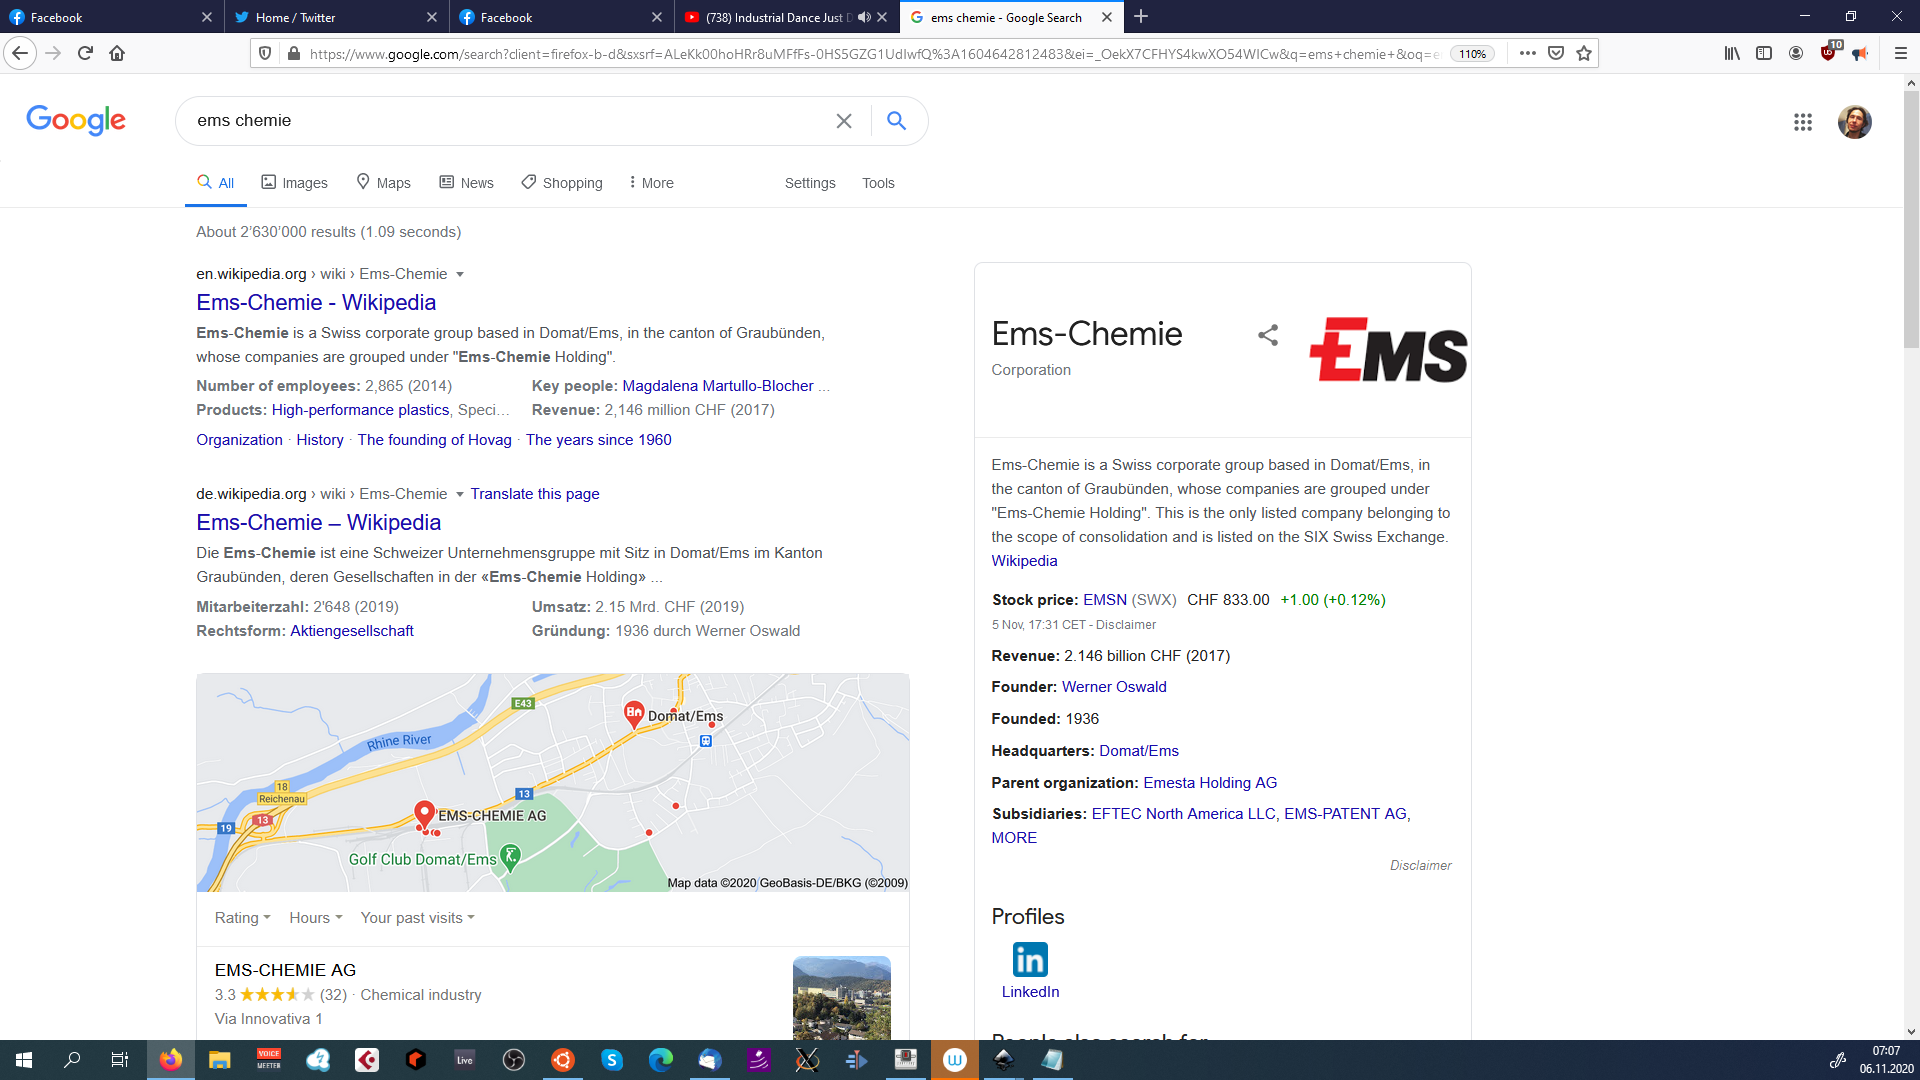 Facebook
Home / Twitter
Facebook
(738) Industrial Dance Just D
ems chemie - Google Search
https://www.google.com/search?client=firefox-b-d&sxsrf=ALeKk00hoHRr8uMFfFs-0HS5GZG1UdIwfQ%3A1604642812483&ei=_OekX7CFHYS4kwXO54WICw&q=ems+chemie+&oq=e
110%
10
Google
ems chemie
All
Images
Maps
News
Shopping
More
Settings
Tools
About 2'630'000 results (1.09 seconds)
en.wikipedia.org › wiki › Ems-Chemie
Ems-Chemie - Wikipedia
Ems-Chemie is a Swiss corporate group based in Domat/Ems, in the canton of Graubünden,
whose companies are grouped under "Ems-Chemie Holding".
Number of employees: 2,865 (2014)
Key people: Magdalena Martullo-Blocher ...
Products: High-performance plastics, Speci...
Revenue: 2,146 million CHF (2017)
Organization · History · The founding of Hovag · The years since 1960
de.wikipedia.org › wiki › Ems-Chemie
Translate this page
Ems-Chemie – Wikipedia
Die Ems-Chemie ist eine Schweizer Unternehmensgruppe mit Sitz in Domat/Ems im Kanton
Graubünden, deren Gesellschaften in der «Ems-Chemie Holding» ...
Mitarbeiterzahl: 2'648 (2019)
Umsatz: 2.15 Mrd. CHF (2019)
Rechtsform: Aktiengesellschaft
Gründung: 1936 durch Werner Oswald
E43
Domat/Ems
Rhine River
18
Reichenau
13
13
19
EMS-CHEMIE AG
Golf Club Domat/Ems
Map data ©2020 GeoBasis-DE/BKG (©2009)
Rating
Hours
Your past visits
EMS-CHEMIE AG
3.3 (32) · Chemical industry
Via Innovativa 1
Ems-Chemie
Corporation
EMS
Ems-Chemie is a Swiss corporate group based in Domat/Ems, in
the canton of Graubünden, whose companies are grouped under
"Ems-Chemie Holding". This is the only listed company belonging to
the scope of consolidation and is listed on the SIX Swiss Exchange.
Wikipedia
Stock price: EMSN (SWX) CHF 833.00 +1.00 (+0.12%)
5 Nov, 17:31 CET - Disclaimer
Revenue: 2.146 billion CHF (2017)
Founder: Werner Oswald
Founded: 1936
Headquarters: Domat/Ems
Parent organization: Emesta Holding AG
Subsidiaries: EFTEC North America LLC, EMS-PATENT AG,
MORE
Disclaimer
Profiles
in
LinkedIn
People also search for
VOICE
MEETER
Live
07:07
06.11.2020